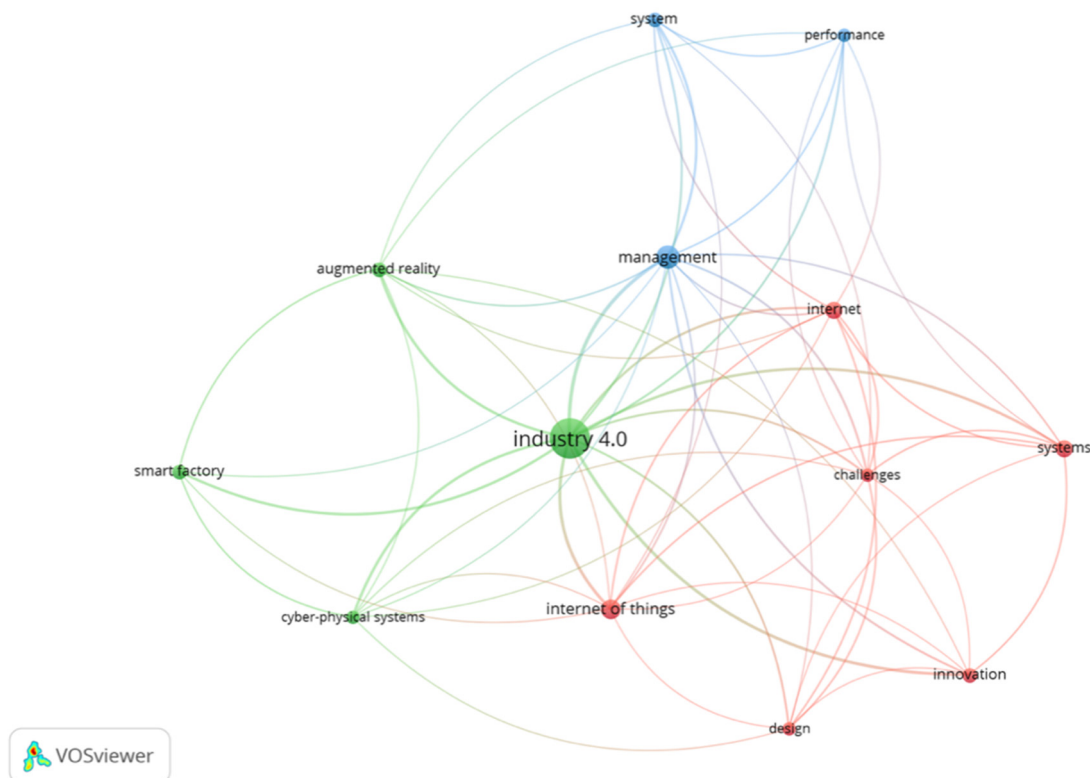 system
performance
management
augmented reality
internet
industry 4.0
systems
smart factory
challenges
internet of things
cyber-physical systems
innovation
design
VOSviewer